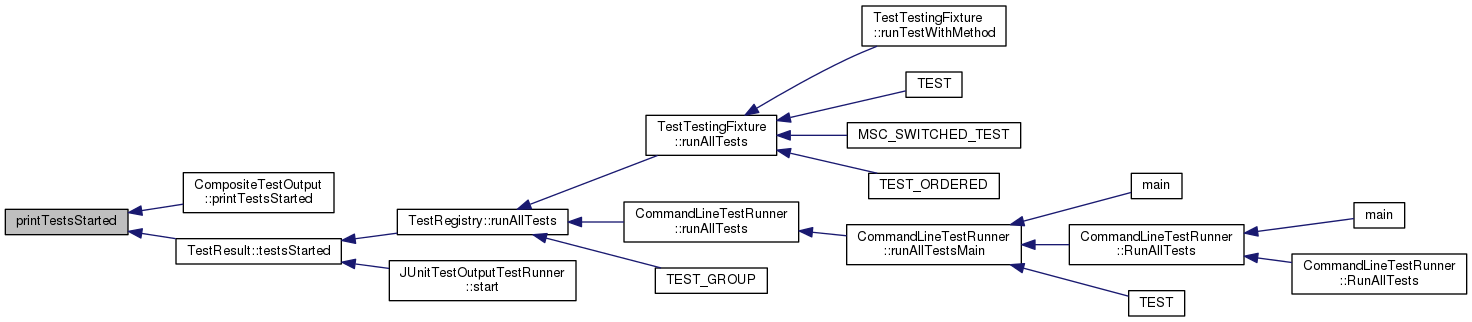 printTestsStarted
CompositeTestOutput
::printTestsStarted
TestResult::testsStarted
TestRegistry::runAllTests
JUnitTestOutputTestRunner
::start
TestTestingFixture
::runAllTests
CommandLineTestRunner
::runAllTests
TEST_GROUP
TestTestingFixture
::runTestWithMethod
TEST
MSC_SWITCHED_TEST
TEST_ORDERED
CommandLineTestRunner
::runAllTestsMain
main
CommandLineTestRunner
::RunAllTests
TEST
main
CommandLineTestRunner
::RunAllTests